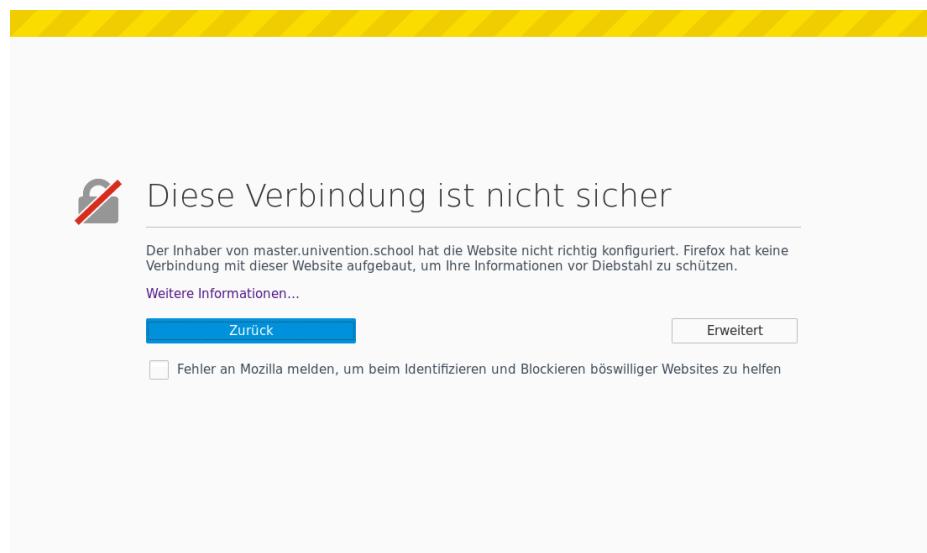 Diese Verbindung ist nicht sicher
Der Inhaber von master.univention.school hat die Website nicht richtig konfiguriert. Firefox hat keine
Verbindung mit dieser Website aufgebaut, um Ihre Informationen vor Diebstahl zu schützen.
Weitere Informationen…
Zurück
Erweitert
Fehler an Mozilla melden, um beim Identifizieren und Blockieren böswilliger Websites zu helfen